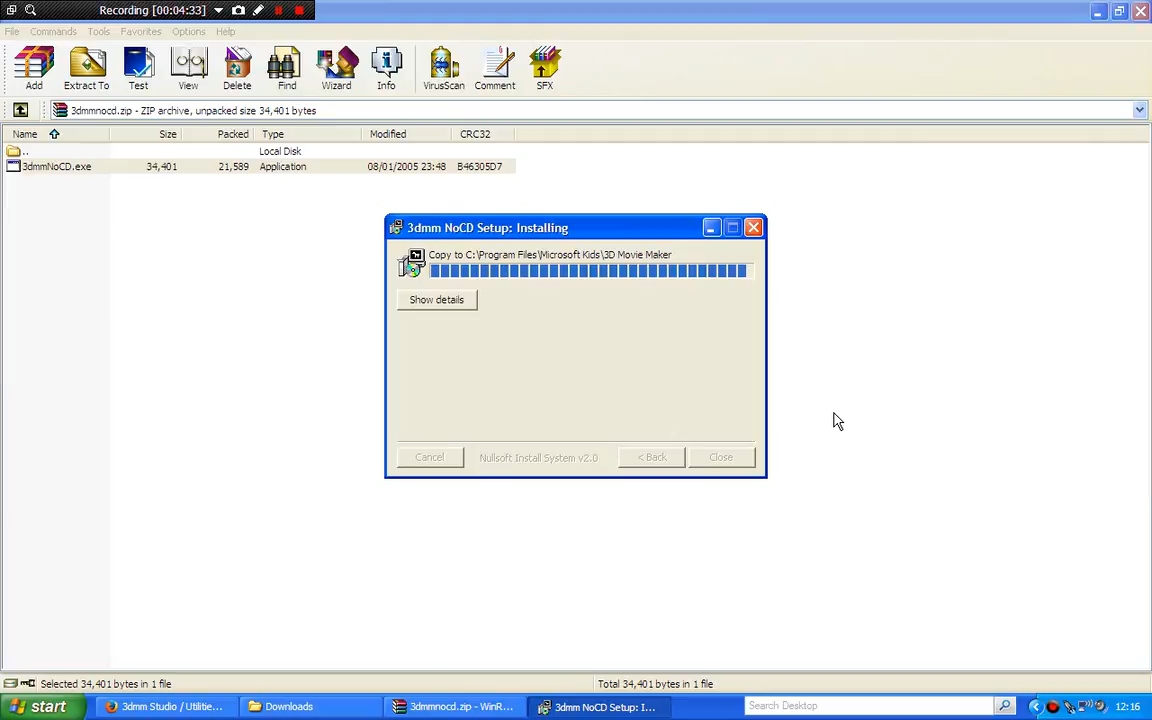 Recording [00:04:33]
File Commands Tools Favorites Options Help
Add Extract To Test View Delete Find Wizard Info VirusScan Comment SFX
3dmmnocd.zip - ZIP archive, unpacked size 34,401 bytes
Name Size Packed Type Modified CRC32
.. Local Disk
3dmmNoCD.exe 34,401 21,589 Application 08/01/2005 23:48 B46305D7
3dmm NoCD Setup: Installing
Copy to C:\Program Files\Microsoft Kids\3D Movie Maker
Show details
Cancel Nullsoft Install System v2.0 < Back Close
Selected 34,401 bytes in 1 file Total 34,401 bytes in 1 file
start 3dmm Studio / Utilitie... Downloads 3dmmnocd.zip - WinR... 3dmm NoCD Setup: I... Search Desktop 12:16